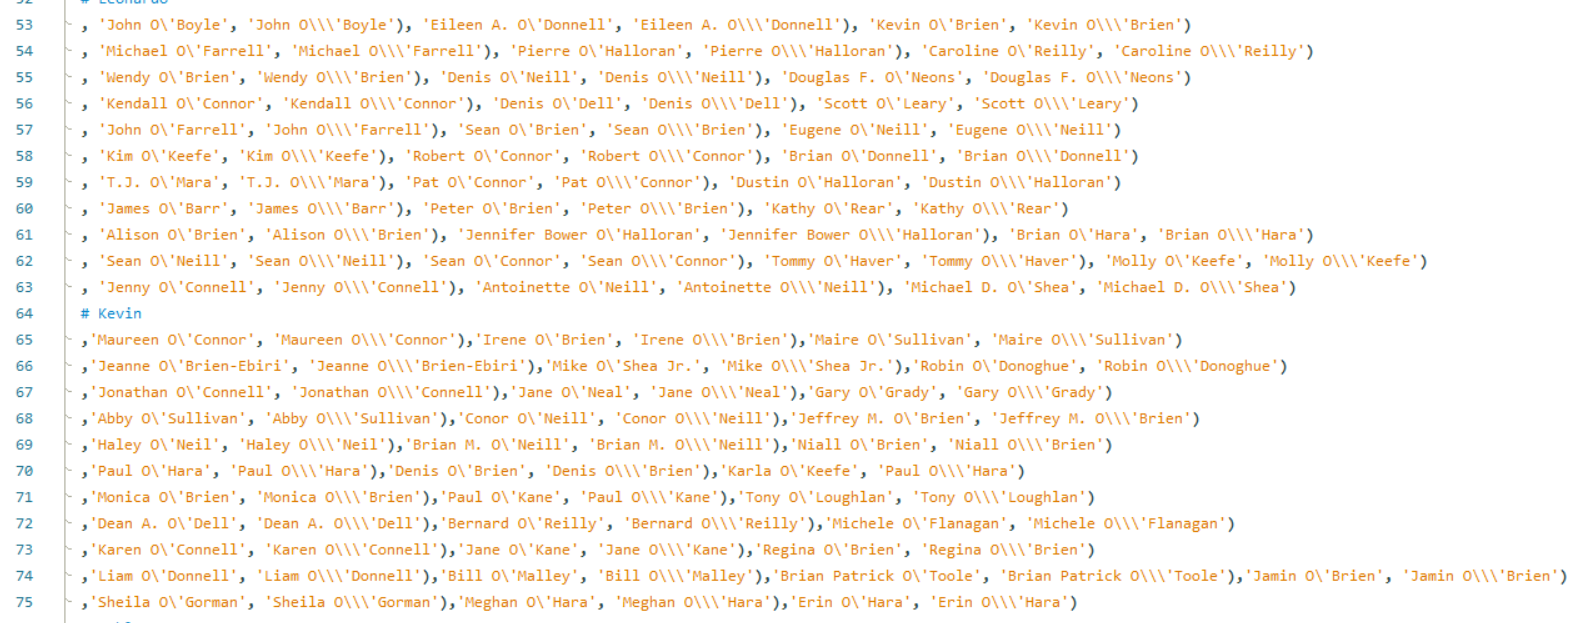 52 # Leonardo
53 , 'John O\'Boyle', 'John O\\\'Boyle'), 'Eileen A. O\'Donnell', 'Eileen A. O\\\'Donnell'), 'Kevin O\'Brien', 'Kevin O\\\'Brien')
54 , 'Michael O\'Farrell', 'Michael O\\\'Farrell'), 'Pierre O\'Halloran', 'Pierre O\\\'Halloran'), 'Caroline O\'Reilly', 'Caroline O\\\'Reilly')
55 , 'Wendy O\'Brien', 'Wendy O\\\'Brien'), 'Denis O\'Neill', 'Denis O\\\'Neill'), 'Douglas F. O\'Neons', 'Douglas F. O\\\'Neons')
56 , 'Kendall O\'Connor', 'Kendall O\\\'Connor'), 'Denis O\'Dell', 'Denis O\\\'Dell'), 'Scott O\'Leary', 'Scott O\\\'Leary')
57 , 'John O\'Farrell', 'John O\\\'Farrell'), 'Sean O\'Brien', 'Sean O\\\'Brien'), 'Eugene O\'Neill', 'Eugene O\\\'Neill')
58 , 'Kim O\'Keefe', 'Kim O\\\'Keefe'), 'Robert O\'Connor', 'Robert O\\\'Connor'), 'Brian O\'Donnell', 'Brian O\\\'Donnell')
59 , 'T.J. O\'Mara', 'T.J. O\\\'Mara'), 'Pat O\'Connor', 'Pat O\\\'Connor'), 'Dustin O\'Halloran', 'Dustin O\\\'Halloran')
60 , 'James O\'Barr', 'James O\\\'Barr'), 'Peter O\'Brien', 'Peter O\\\'Brien'), 'Kathy O\'Rear', 'Kathy O\\\'Rear')
61 , 'Alison O\'Brien', 'Alison O\\\'Brien'), 'Jennifer Bower O\'Halloran', 'Jennifer Bower O\\\'Halloran'), 'Brian O\'Hara', 'Brian O\\\'Hara')
62 , 'Sean O\'Neill', 'Sean O\\\'Neill'), 'Sean O\'Connor', 'Sean O\\\'Connor'), 'Tommy O\'Haver', 'Tommy O\\\'Haver'), 'Molly O\'Keefe', 'Molly O\\\'Keefe')
63 , 'Jenny O\'Connell', 'Jenny O\\\'Connell'), 'Antoinette O\'Neill', 'Antoinette O\\\'Neill'), 'Michael D. O\'Shea', 'Michael D. O\\\'Shea')
64 # Kevin
65 ,'Maureen O\'Connor', 'Maureen O\\\'Connor'),'Irene O\'Brien', 'Irene O\\\'Brien'),'Maire O\'Sullivan', 'Maire O\\\'Sullivan')
66 ,'Jeanne O\'Brien-Ebiri', 'Jeanne O\\\'Brien-Ebiri'),'Mike O\'Shea Jr.', 'Mike O\\\'Shea Jr.'),'Robin O\'Donoghue', 'Robin O\\\'Donoghue')
67 ,'Jonathan O\'Connell', 'Jonathan O\\\'Connell'),'Jane O\'Neal', 'Jane O\\\'Neal'),'Gary O\'Grady', 'Gary O\\\'Grady')
68 ,'Abby O\'Sullivan', 'Abby O\\\'Sullivan'),'Conor O\'Neill', 'Conor O\\\'Neill'),'Jeffrey M. O\'Brien', 'Jeffrey M. O\\\'Brien')
69 ,'Haley O\'Neil', 'Haley O\\\'Neil'),'Brian M. O\'Neill', 'Brian M. O\\\'Neill'),'Niall O\'Brien', 'Niall O\\\'Brien')
70 ,'Paul O\'Hara', 'Paul O\\\'Hara'),'Denis O\'Brien', 'Denis O\\\'Brien'),'Karla O\'Keefe', 'Paul O\\\'Hara')
71 ,'Monica O\'Brien', 'Monica O\\\'Brien'),'Paul O\'Kane', 'Paul O\\\'Kane'),'Tony O\'Loughlan', 'Tony O\\\'Loughlan')
72 ,'Dean A. O\'Dell', 'Dean A. O\\\'Dell'),'Bernard O\'Reilly', 'Bernard O\\\'Reilly'),'Michele O\'Flanagan', 'Michele O\\\'Flanagan')
73 ,'Karen O\'Connell', 'Karen O\\\'Connell'),'Jane O\'Kane', 'Jane O\\\'Kane'),'Regina O\'Brien', 'Regina O\\\'Brien')
74 ,'Liam O\'Donnell', 'Liam O\\\'Donnell'),'Bill O\'Malley', 'Bill O\\\'Malley'),'Brian Patrick O\'Toole', 'Brian Patrick O\\\'Toole'),'Jamin O\'Brien', 'Jamin O\\\'Brien')
75 ,'Sheila O\'Gorman', 'Sheila O\\\'Gorman'),'Meghan O\'Hara', 'Meghan O\\\'Hara'),'Erin O\'Hara', 'Erin O\\\'Hara')